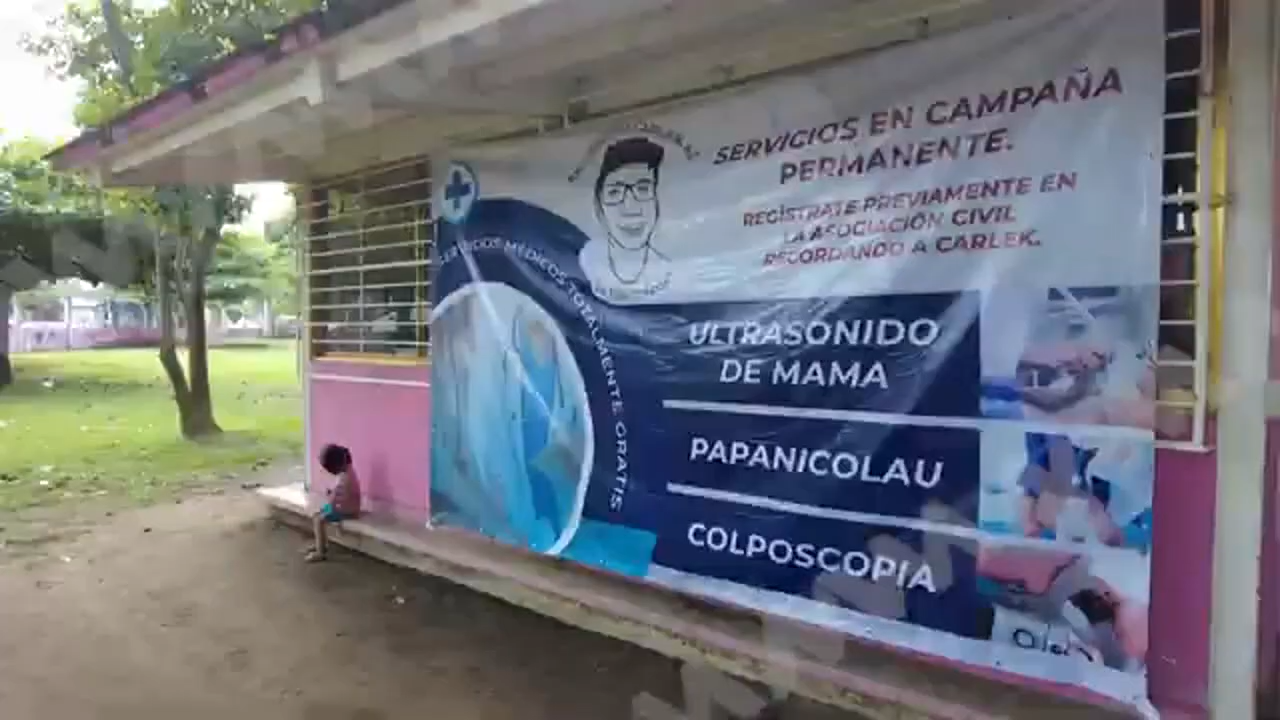 SERVICIOS EN CAMPAÑA
PERMANENTE.
REGÍSTRATE PREVIAMENTE EN
LA ASOCIACIÓN CIVIL
RECORDANDO A CARLEK.
SERVICIOS MÉDICOS TOTALMENTE GRATIS
ULTRASONIDO
DE MAMA
PAPANICOLAU
COLPOSCOPIA